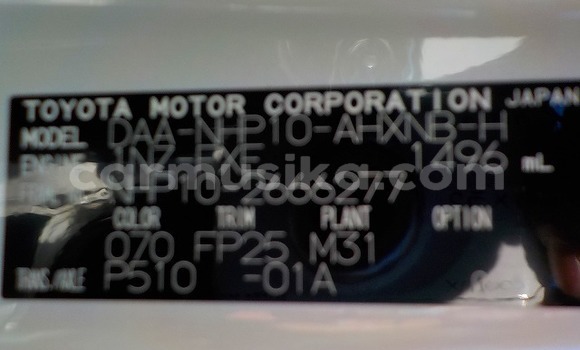 TOYOTA MOTOR CORPORATION JAPAN
MODEL DAA-NHP10-AHXNB-H
ENGINE 1NZ-FXE 1496 mL
NHP10-2666277
carmusika.com
COLOR TRIM PLANT OPTION
070 FP25 M31
TRANS/AXLE P510 -01A